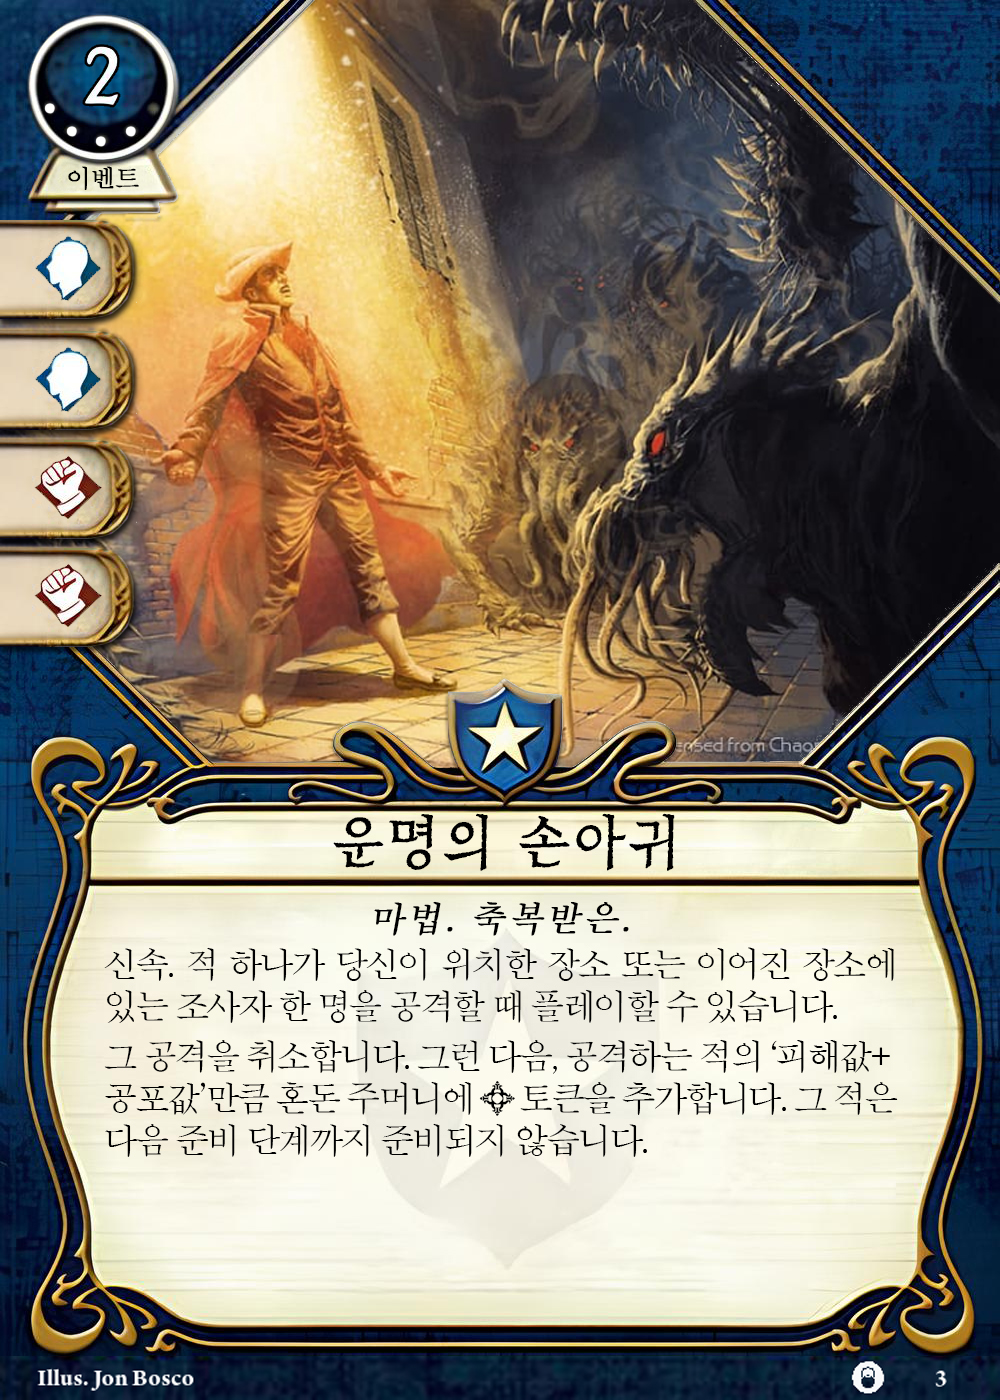 2
이벤트
ensed from Chaos
운명의 손아귀
마법. 축복받은.
신속. 적 하나가 당신이 위치한 장소 또는 이어진 장소에
있는 조사자 한 명을 공격할 때 플레이할 수 있습니다.
그 공격을 취소합니다. 그런 다음, 공격하는 적의 ‘피해값+
공포값’만큼 혼돈 주머니에 토큰을 추가합니다. 그 적은
다음 준비 단계까지 준비되지 않습니다.
Illus. Jon Bosco
3